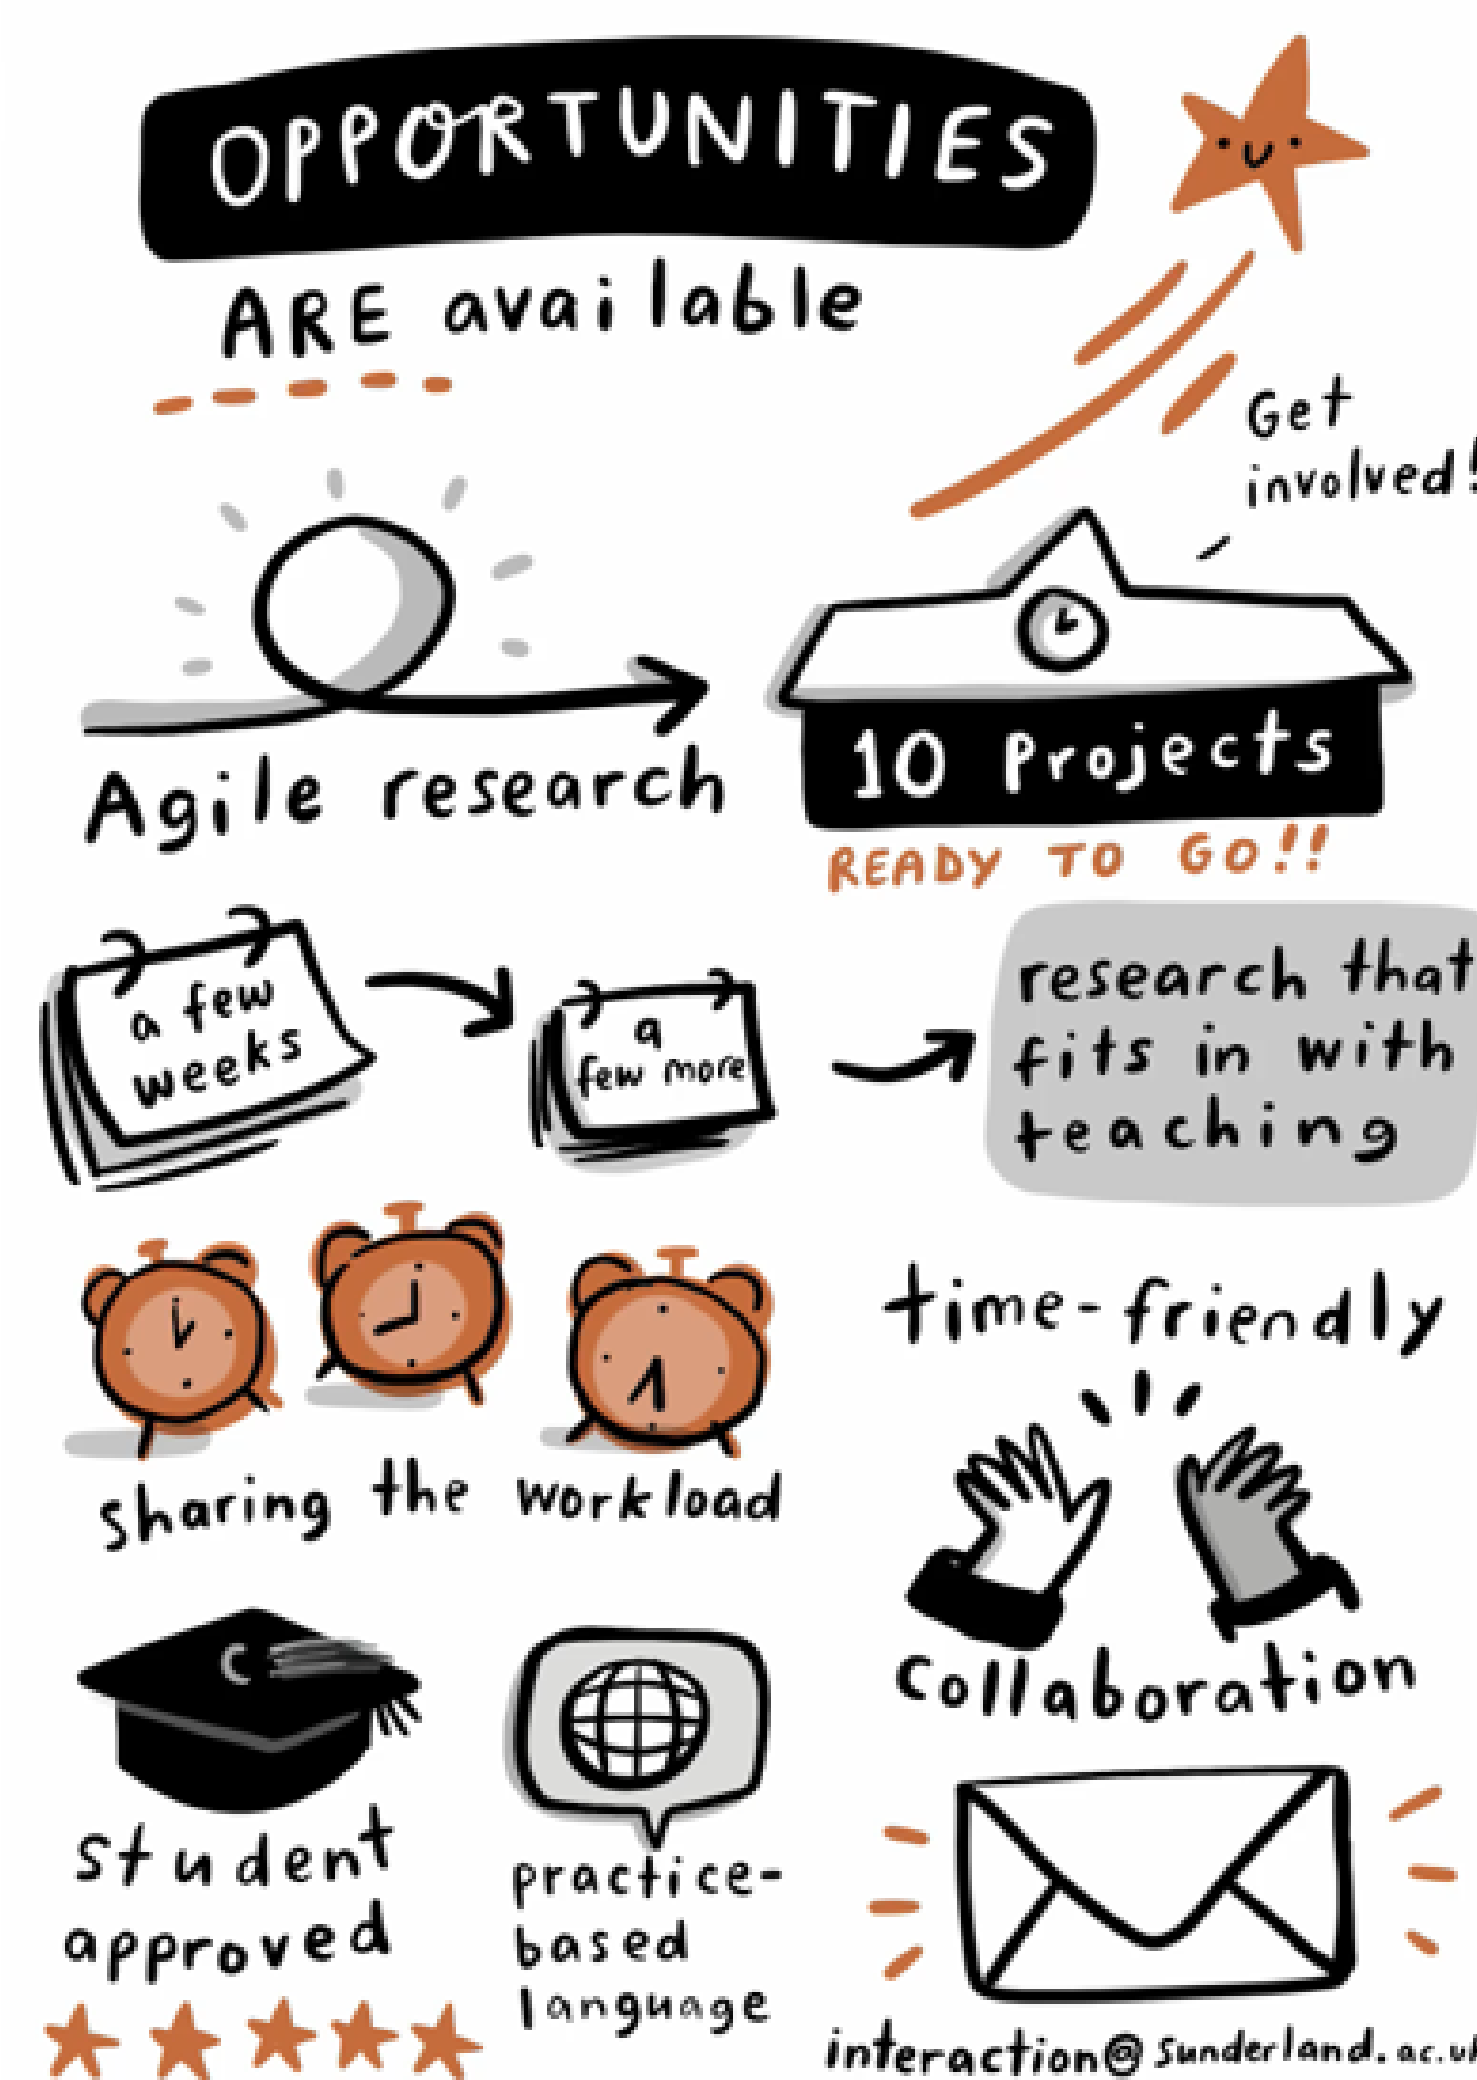 OPPORTUNITIES
ARE available
Get
involved!
Agile research
10 Projects
READY TO GO!!
a few
weeks
a
few more
research that
fits in with
teaching
sharing the workload
time-friendly
collaboration
student
approved
practice-
based
language
interaction@sunderland.ac.uk